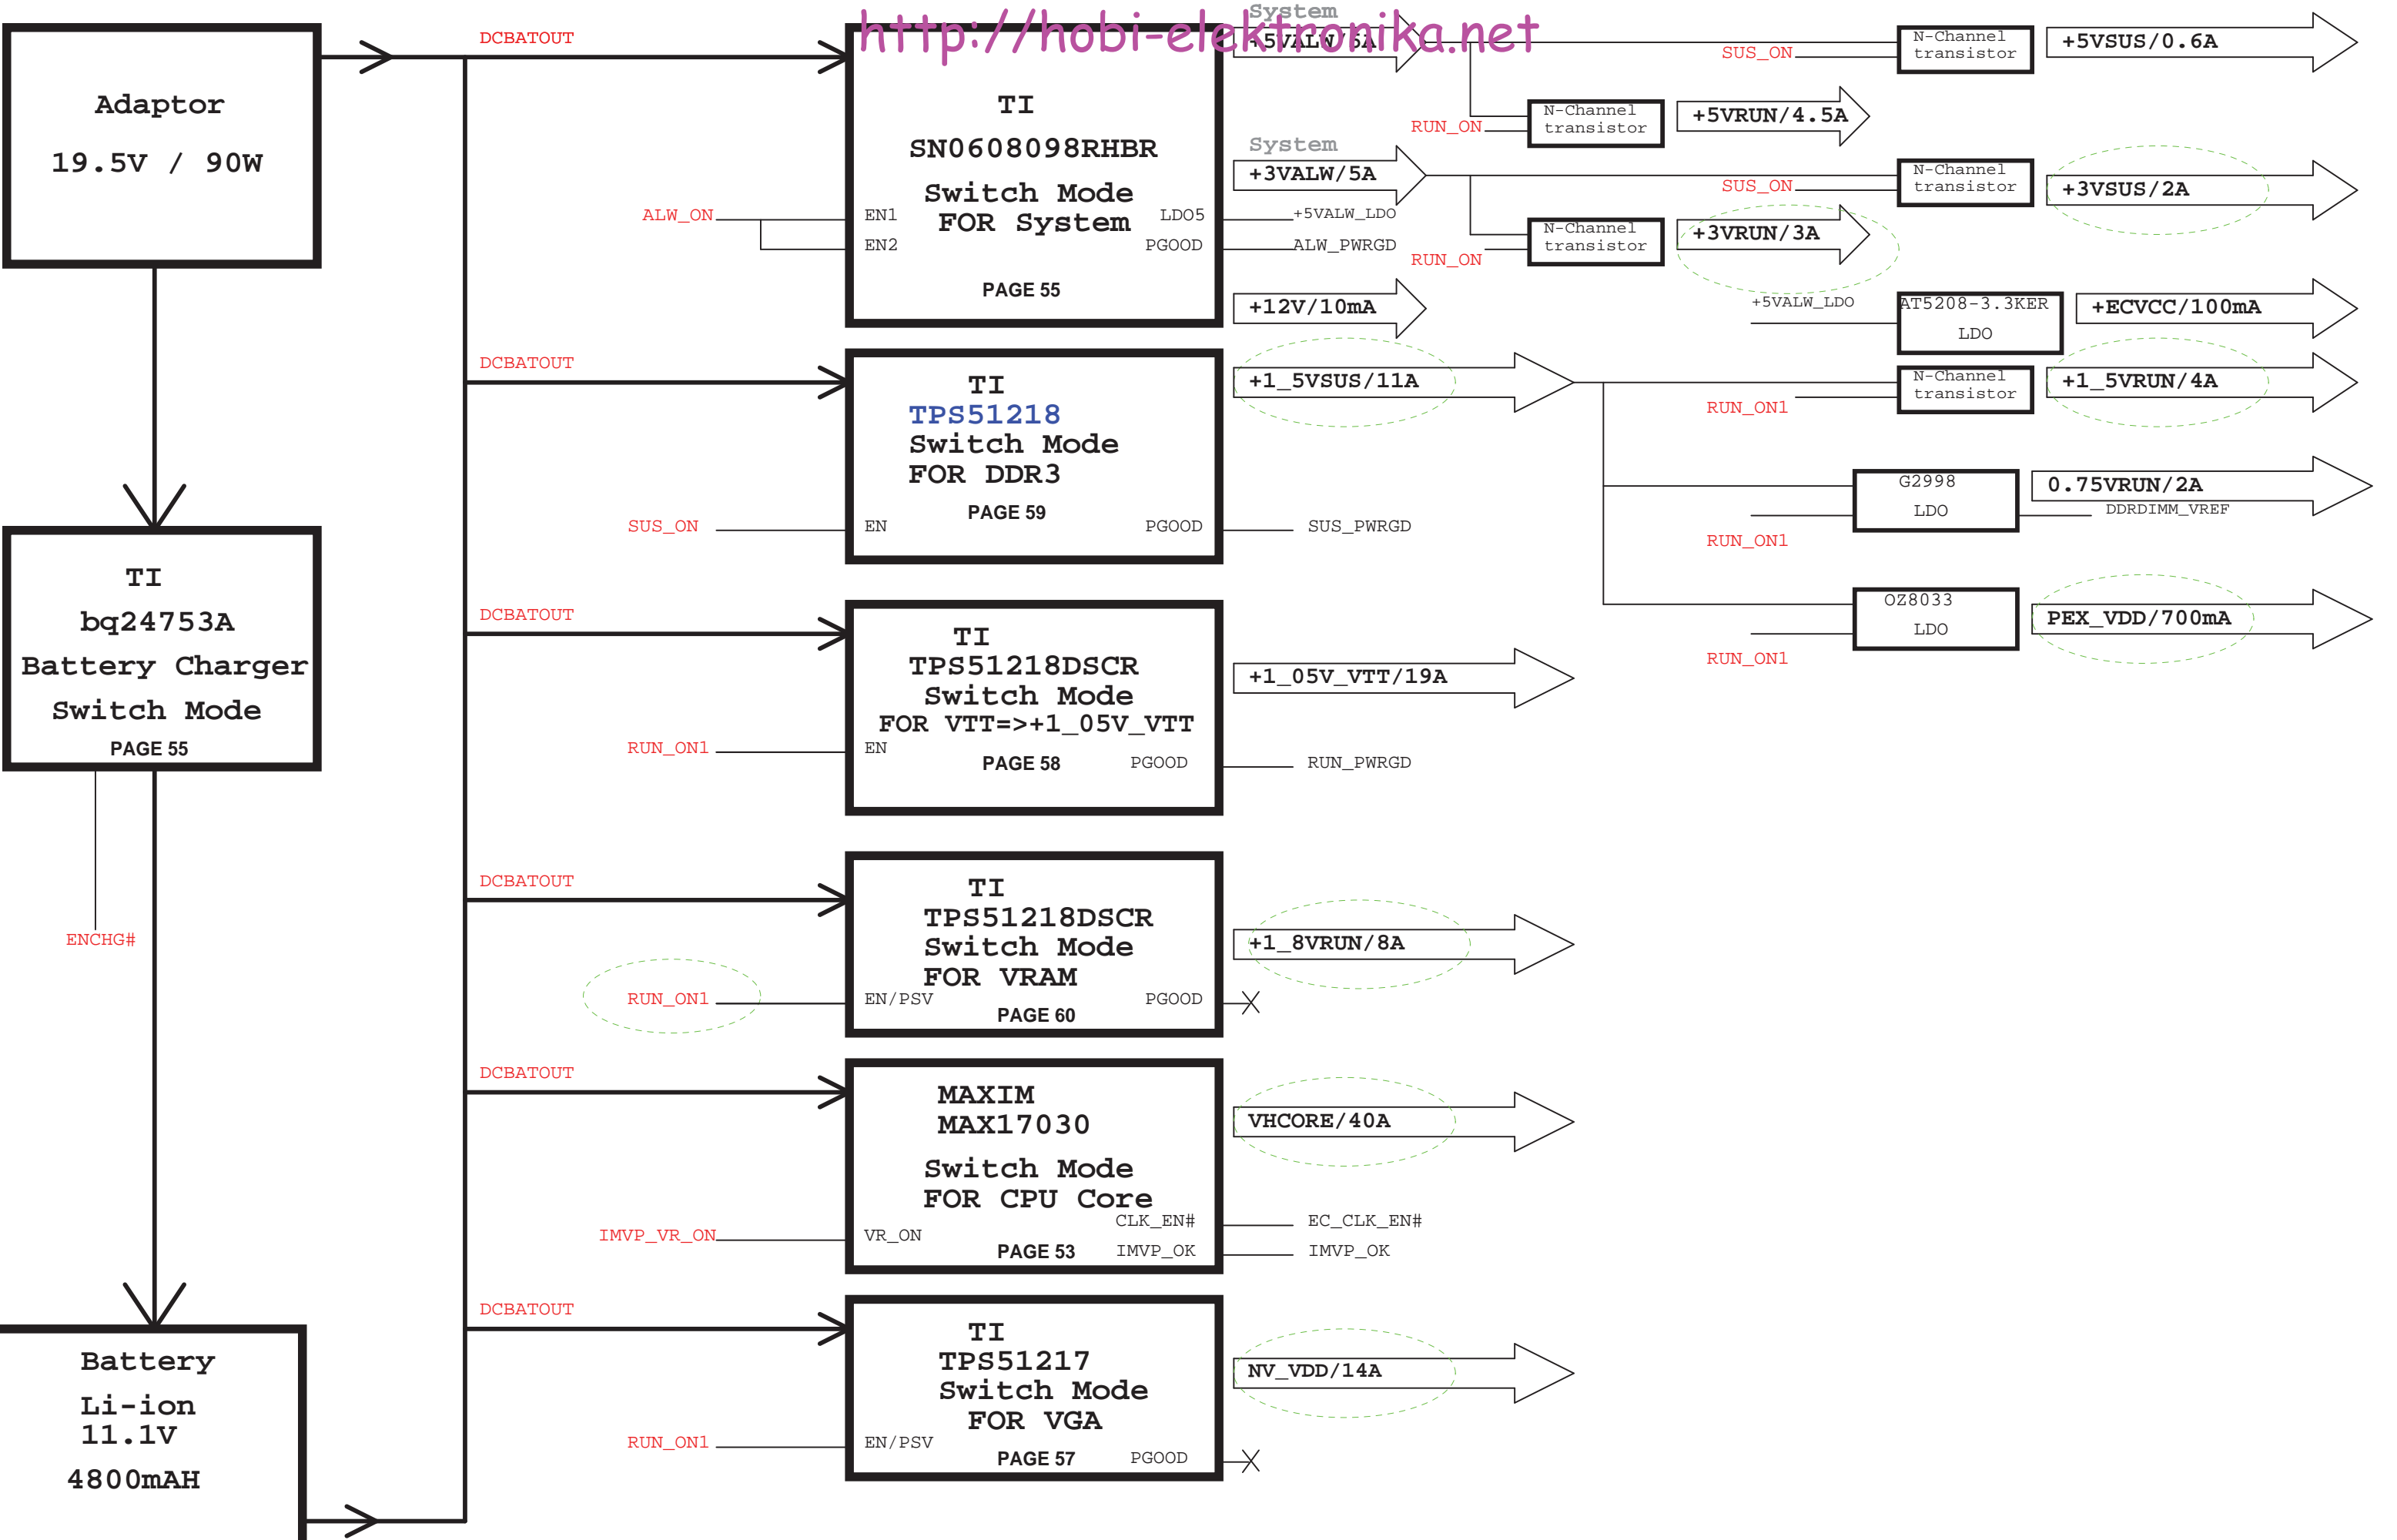 http://hobi-elektronika.net
Adaptor
19.5V / 90W
TI
bq24753A
Battery Charger
Switch Mode
PAGE 55
ENCHG#
Battery
Li-ion
11.1V
4800mAH
DCBATOUT
TI
SN0608098RHBR
Switch Mode
FOR System
ALW_ON
EN1
EN2
LDO5
PGOOD
+5VALW_LDO
ALW_PWRGD
PAGE 55
System
+5VALW/6A
System
+3VALW/5A
+12V/10mA
SUS_ON
N-Channel
transistor
+5VSUS/0.6A
RUN_ON
N-Channel
transistor
+5VRUN/4.5A
SUS_ON
N-Channel
transistor
+3VSUS/2A
RUN_ON
N-Channel
transistor
+3VRUN/3A
+5VALW_LDO
AT5208-3.3KER
LDO
+ECVCC/100mA
DCBATOUT
TI
TPS51218
Switch Mode
FOR DDR3
PAGE 59
SUS_ON
EN
PGOOD
SUS_PWRGD
+1_5VSUS/11A
RUN_ON1
N-Channel
transistor
+1_5VRUN/4A
G2998
LDO
RUN_ON1
0.75VRUN/2A
DDRDIMM_VREF
OZ8033
LDO
RUN_ON1
PEX_VDD/700mA
DCBATOUT
TI
TPS51218DSCR
Switch Mode
FOR VTT=>+1_05V_VTT
RUN_ON1
EN
PAGE 58
PGOOD
RUN_PWRGD
+1_05V_VTT/19A
DCBATOUT
TI
TPS51218DSCR
Switch Mode
FOR VRAM
RUN_ON1
EN/PSV
PGOOD
PAGE 60
+1_8VRUN/8A
DCBATOUT
MAXIM
MAX17030
Switch Mode
FOR CPU Core
IMVP_VR_ON
VR_ON
CLK_EN#
EC_CLK_EN#
PAGE 53
IMVP_OK
IMVP_OK
VHCORE/40A
DCBATOUT
TI
TPS51217
Switch Mode
FOR VGA
RUN_ON1
EN/PSV
PAGE 57
PGOOD
NV_VDD/14A